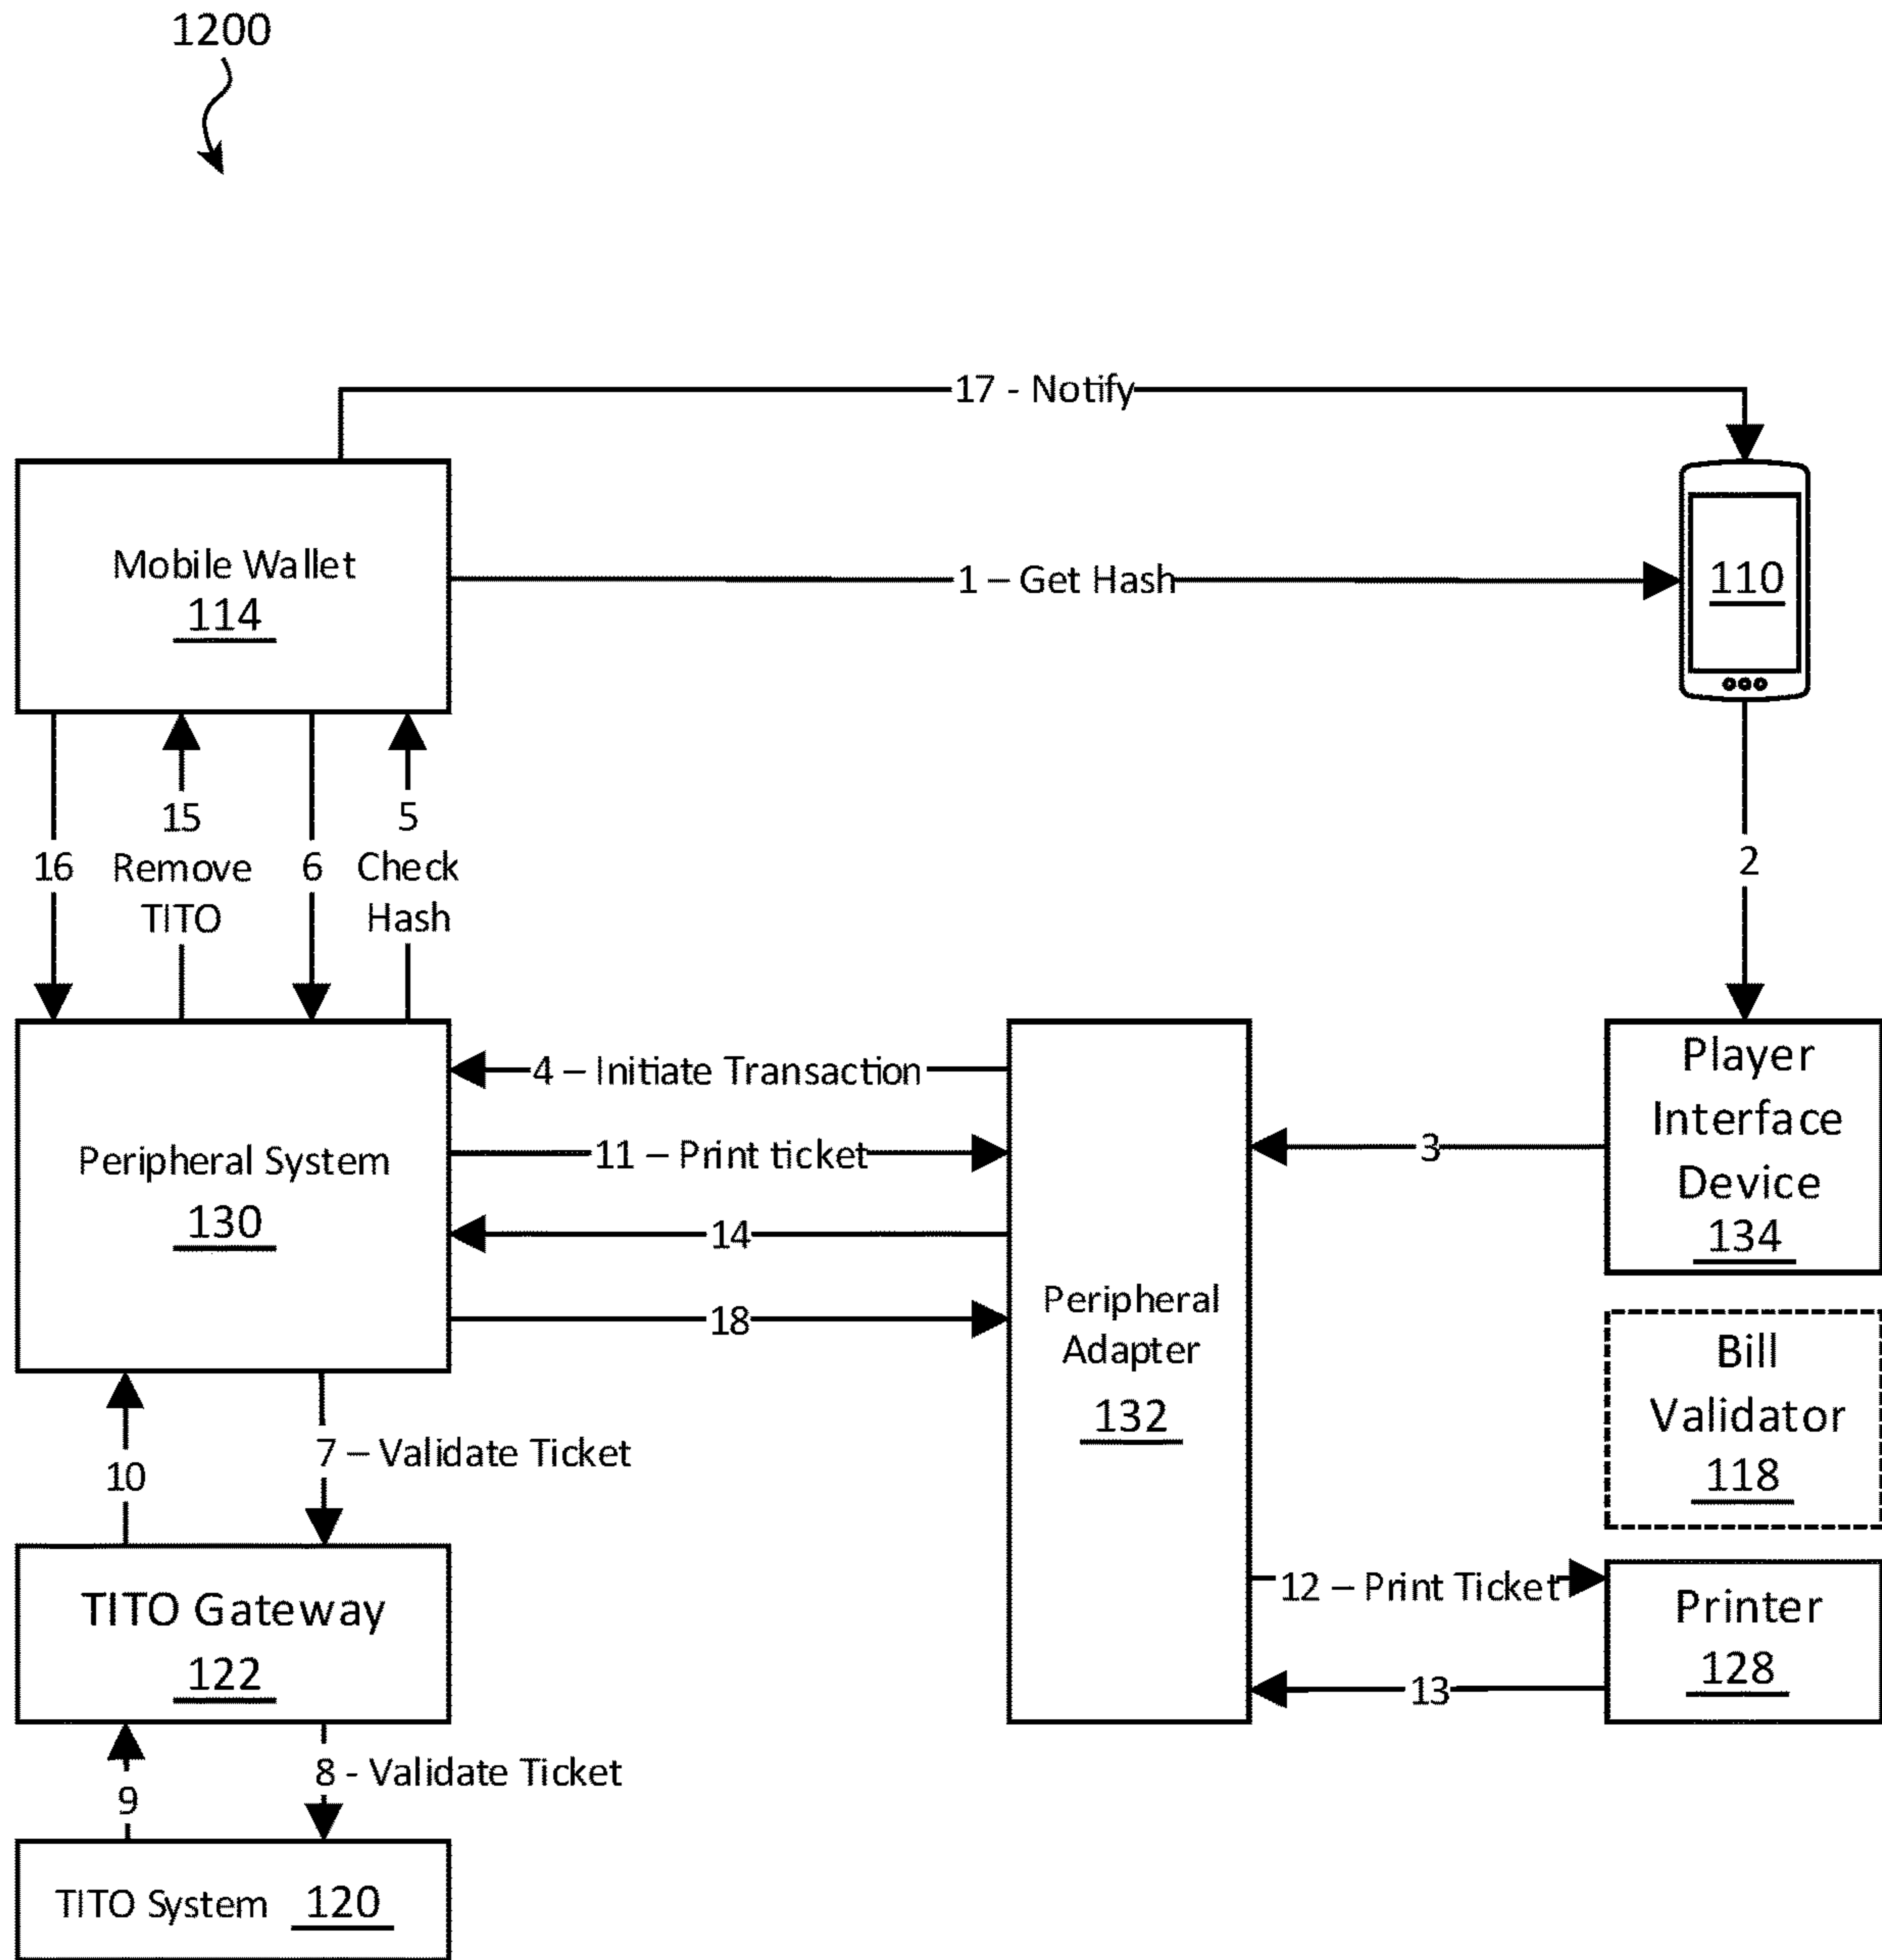 1200
17 - Notify
Mobile Wallet
114
1 – Get Hash
110
16
15
Remove
TITO
6
5
Check
Hash
2
Peripheral System
130
4 – Initiate Transaction
11 – Print ticket
14
18
Peripheral
Adapter
132
3
Player
Interface
Device
134
Bill
Validator
118
10
7 – Validate Ticket
TITO Gateway
122
12 – Print Ticket
13
Printer
128
9
8 - Validate Ticket
TITO System 120